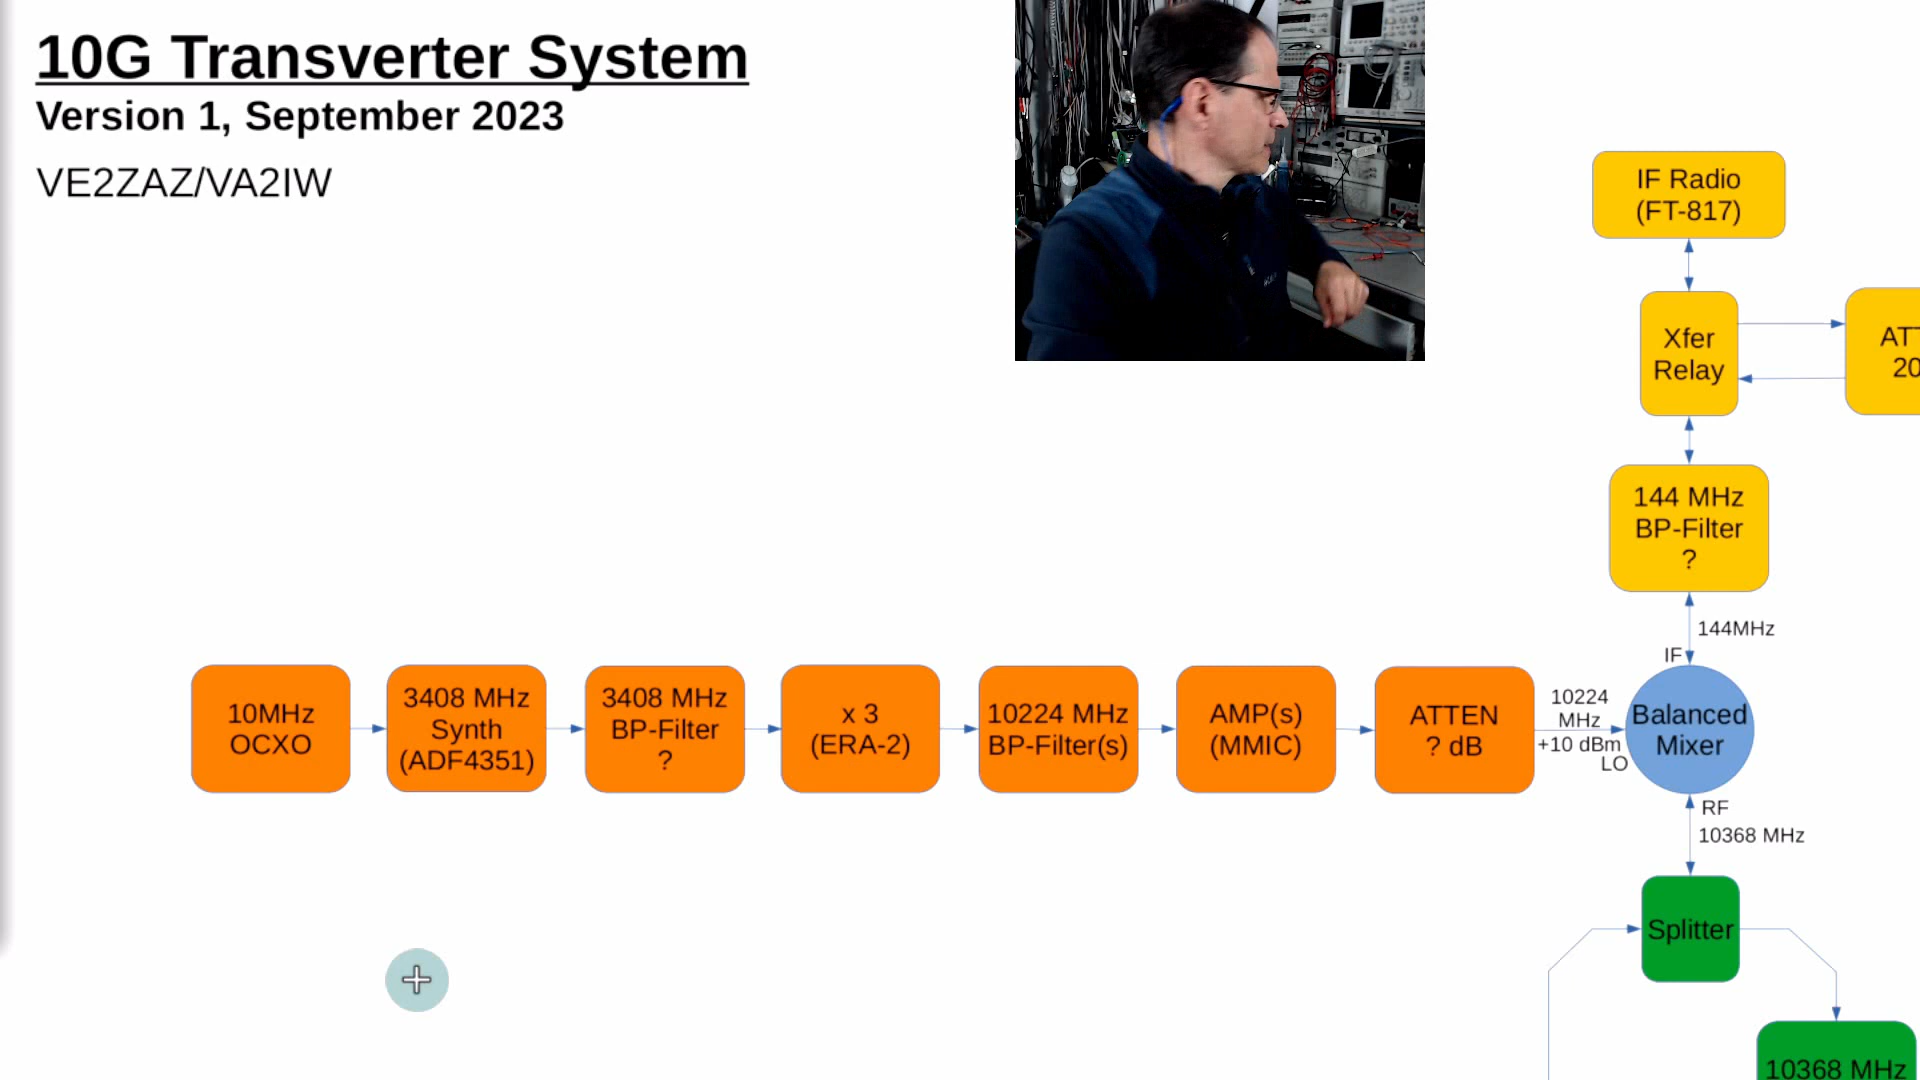 10G Transverter System
Version 1, September 2023
VE2ZAZ/VA2IW
IF Radio
(FT-817)
Xfer
Relay
ATT
20
144 MHz
BP-Filter
?
144MHz
IF
10MHz
OCXO
3408 MHz
Synth
(ADF4351)
3408 MHz
BP-Filter
?
x 3
(ERA-2)
10224 MHz
BP-Filter(s)
AMP(s)
(MMIC)
ATTEN
? dB
10224
MHz
+10 dBm
LO
Balanced
Mixer
RF
10368 MHz
Splitter
10368 MHz